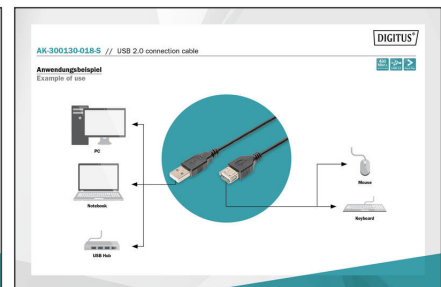 DIGITUS®
AK-300130-018-S // USB 2.0 connection cable
Anwendungsbeispiel
Example of use
PC
Notebook
USB Hub
Mouse
Keyboard